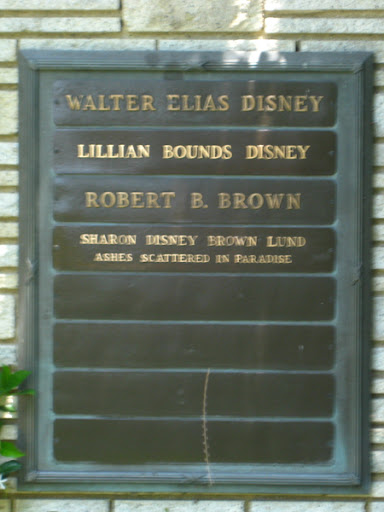 WALTER ELIAS DISNEY
LILLIAN BOUNDS DISNEY
ROBERT B. BROWN
SHARON DISNEY BROWN LUND
ASHES SCATTERED IN PARADISE